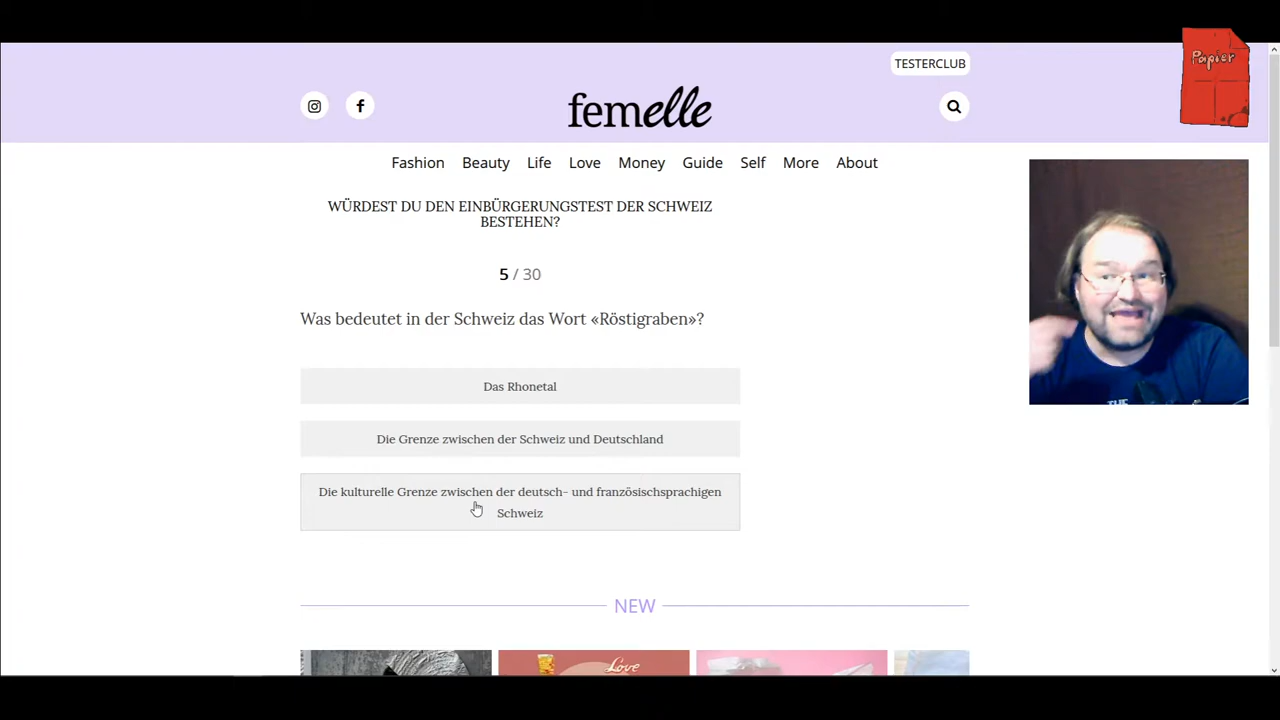 Papier
TESTERCLUB
femelle
Fashion Beauty Life Love Money Guide Self More About
WÜRDEST DU DEN EINBÜRGERUNGSTEST DER SCHWEIZ
BESTEHEN?
5 / 30
Was bedeutet in der Schweiz das Wort «Röstigraben»?
Das Rhonetal
Die Grenze zwischen der Schweiz und Deutschland
Die kulturelle Grenze zwischen der deutsch- und französischsprachigen
Schweiz
THE
NEW
Love